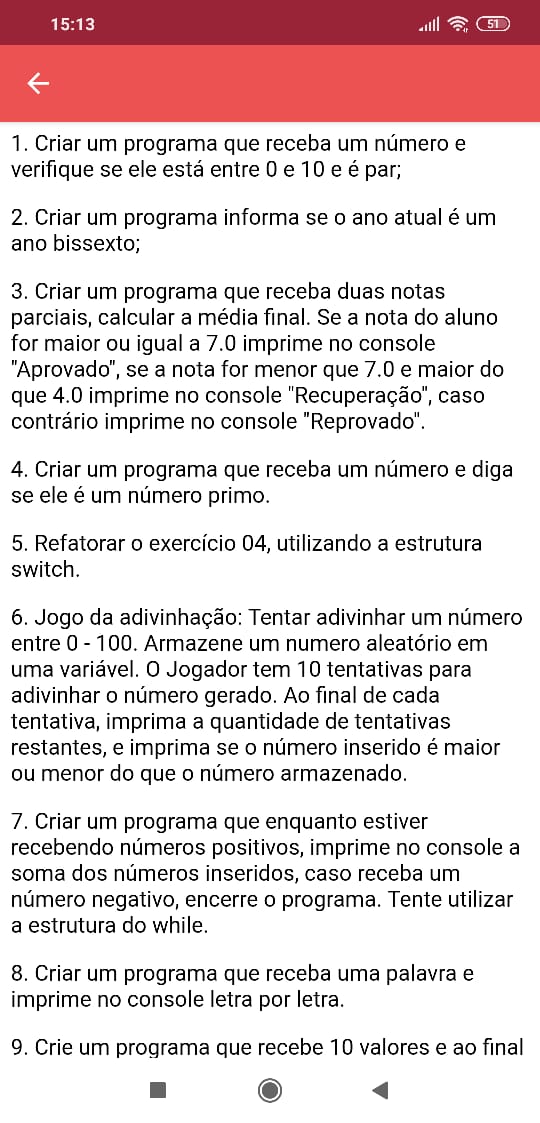 15:13
51
1. Criar um programa que receba um número e
verifique se ele está entre 0 e 10 e é par;
2. Criar um programa informa se o ano atual é um
ano bissexto;
3. Criar um programa que receba duas notas
parciais, calcular a média final. Se a nota do aluno
for maior ou igual a 7.0 imprime no console
"Aprovado", se a nota for menor que 7.0 e maior do
que 4.0 imprime no console "Recuperação", caso
contrário imprime no console "Reprovado".
4. Criar um programa que receba um número e diga
se ele é um número primo.
5. Refatorar o exercício 04, utilizando a estrutura
switch.
6. Jogo da adivinhação: Tentar adivinhar um número
entre 0 - 100. Armazene um numero aleatório em
uma variável. O Jogador tem 10 tentativas para
adivinhar o número gerado. Ao final de cada
tentativa, imprima a quantidade de tentativas
restantes, e imprima se o número inserido é maior
ou menor do que o número armazenado.
7. Criar um programa que enquanto estiver
recebendo números positivos, imprime no console a
soma dos números inseridos, caso receba um
número negativo, encerre o programa. Tente utilizar
a estrutura do while.
8. Criar um programa que receba uma palavra e
imprime no console letra por letra.
9. Crie um programa que recebe 10 valores e ao final